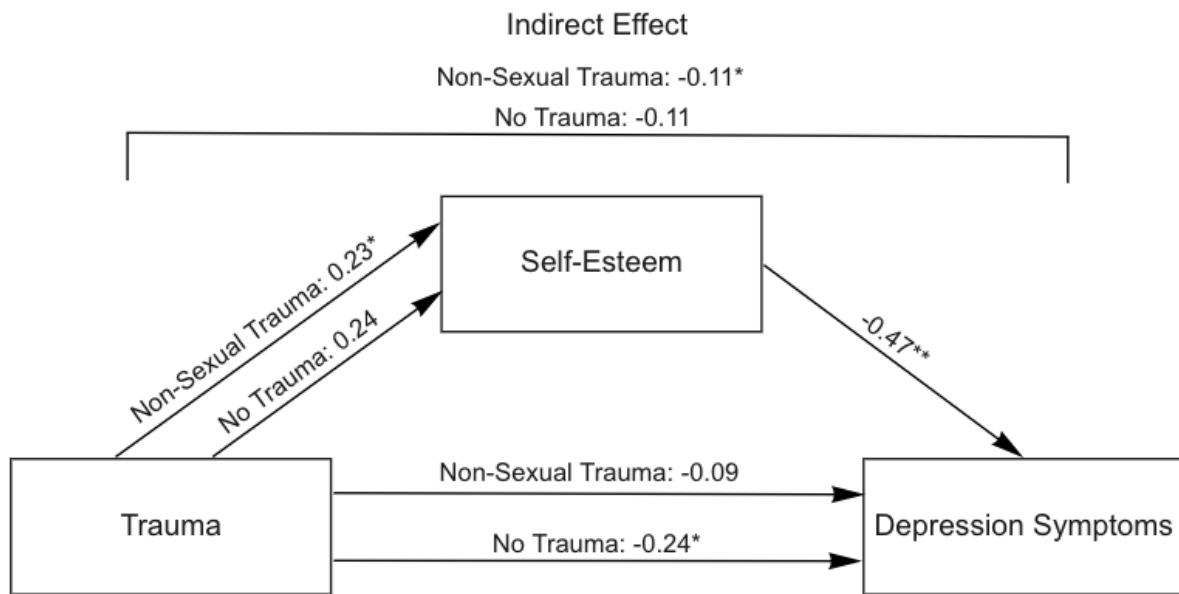 Indirect Effect
Non-Sexual Trauma: -0.11*
No Trauma: -0.11
Self-Esteem
Non-Sexual Trauma: 0.23*
No Trauma: 0.24
-0.47**
Trauma
Non-Sexual Trauma: -0.09
No Trauma: -0.24*
Depression Symptoms